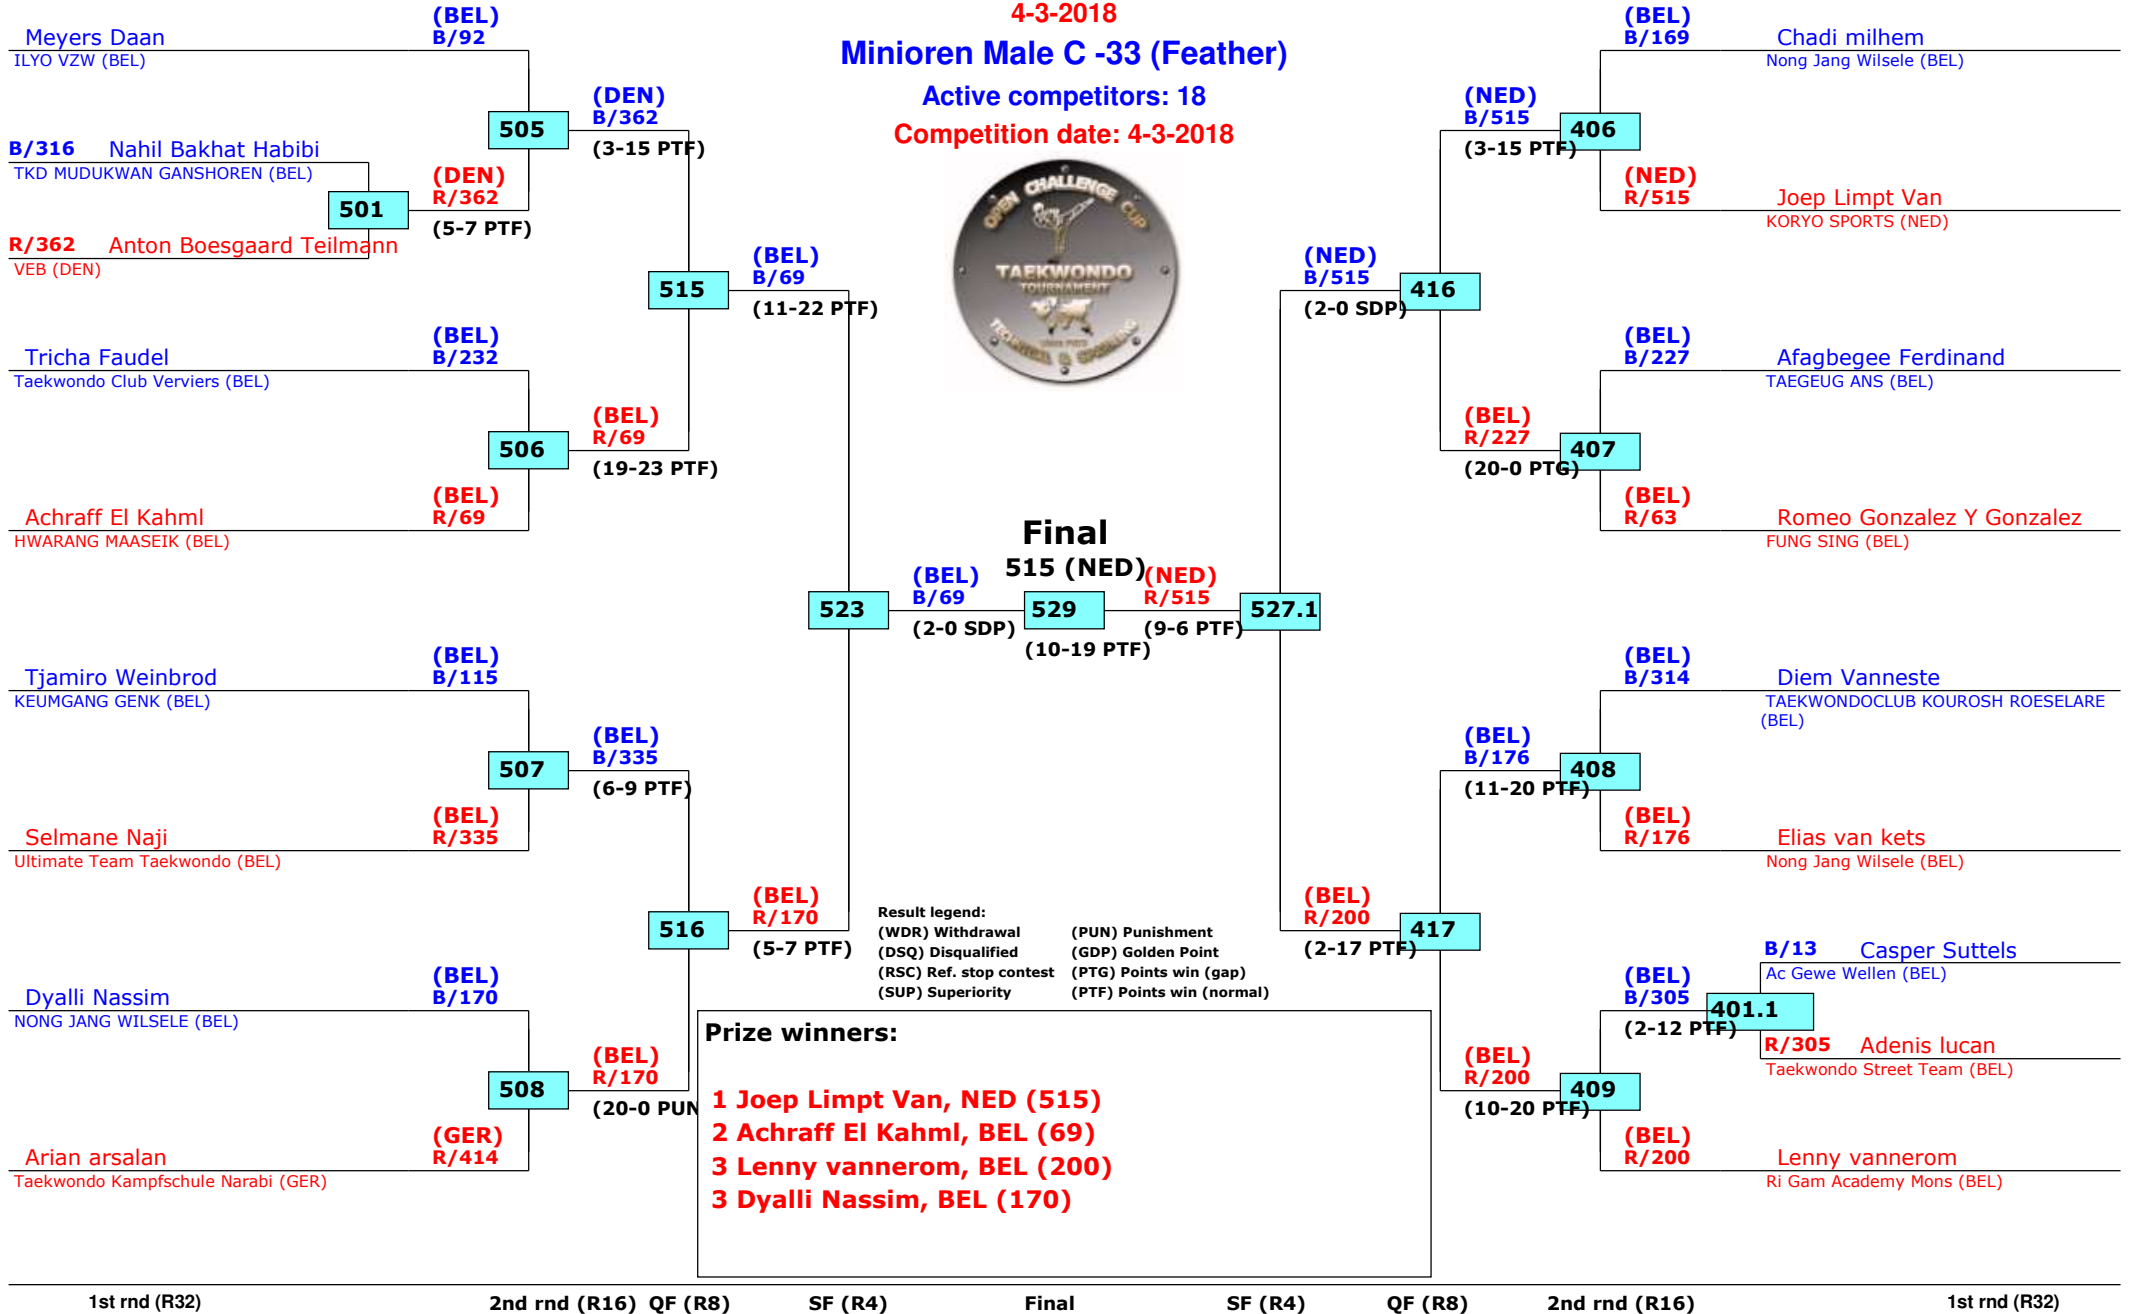 4-3-2018
Minioren Male C -33 (Feather)
Active competitors: 18
Competition date: 4-3-2018
OPEN CHALLENGE CUP
TAEKWONDO
TOURNAMENT
TECHNICAL & SPARRING
(BEL)
Meyers Daan B/92
ILYO VZW (BEL)
B/316 Nahil Bakhat Habibi
TKD MUDUKWAN GANSHOREN (BEL)
501
R/362 Anton Boesgaard Teilmann
VEB (DEN)
(DEN)
R/362
(5-7 PTF)
505
(DEN)
B/362
(3-15 PTF)
(BEL)
Tricha Faudel B/232
Taekwondo Club Verviers (BEL)
506
(BEL)
Achraff El Kahml R/69
HWARANG MAASEIK (BEL)
(BEL)
R/69
(19-23 PTF)
515
(BEL)
B/69
(11-22 PTF)
(BEL)
Tjamiro Weinbrod B/115
KEUMGANG GENK (BEL)
507
(BEL)
Selmane Naji R/335
Ultimate Team Taekwondo (BEL)
(BEL)
B/335
(6-9 PTF)
(BEL)
Dyalli Nassim B/170
NONG JANG WILSELE (BEL)
508
(GER)
Arian arsalan R/414
Taekwondo Kampfschule Narabi (GER)
(BEL)
R/170
(20-0 PUN
516
(BEL)
R/170
(5-7 PTF)
523
(BEL)
B/69
(2-0 SDP)
Final
515 (NED)
529
(10-19 PTF)
(NED)
R/515
(9-6 PTF)
527.1
(NED)
B/515
(2-0 SDP)
416
(NED)
B/515
(3-15 PTF)
406
(BEL)
B/169 Chadi milhem
Nong Jang Wilsele (BEL)
(NED)
R/515 Joep Limpt Van
KORYO SPORTS (NED)
(BEL)
R/227
(20-0 PTG)
407
(BEL)
B/227 Afagbegee Ferdinand
TAEGEUG ANS (BEL)
(BEL)
R/63 Romeo Gonzalez Y Gonzalez
FUNG SING (BEL)
(BEL)
R/200
(2-17 PTF)
417
(BEL)
B/176
(11-20 PTF)
408
(BEL)
B/314 Diem Vanneste
TAEKWONDOCLUB KOUROSH ROESELARE
(BEL)
(BEL)
R/176 Elias van kets
Nong Jang Wilsele (BEL)
(BEL)
R/200
(10-20 PTF)
409
(BEL)
B/305
(2-12 PTF)
401.1
B/13 Casper Suttels
Ac Gewe Wellen (BEL)
R/305 Adenis lucan
Taekwondo Street Team (BEL)
(BEL)
R/200 Lenny vannerom
Ri Gam Academy Mons (BEL)
Result legend:
(WDR) Withdrawal (PUN) Punishment
(DSQ) Disqualified (GDP) Golden Point
(RSC) Ref. stop contest (PTG) Points win (gap)
(SUP) Superiority (PTF) Points win (normal)
Prize winners:
1 Joep Limpt Van, NED (515)
2 Achraff El Kahml, BEL (69)
3 Lenny vannerom, BEL (200)
3 Dyalli Nassim, BEL (170)
1st rnd (R32) 2nd rnd (R16) QF (R8) SF (R4) Final SF (R4) QF (R8) 2nd rnd (R16) 1st rnd (R32)